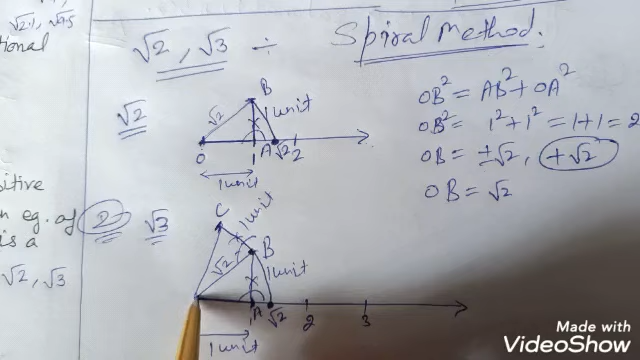 √2, √3 ÷ Spiral Method.
tional
√2
√2
B
1 unit
O
1
A
√2
2
1 unit
OB² = AB² + OA²
OB² = 1² + 1² = 1+1 = 2
OB = ±√2, +√2
OB = √2
sitive
n eg. of 2
is a
√2, √3
√3
C
1 unit
√2
B
1 unit
A
√2
2
3
1 unit
Made with
VideoShow